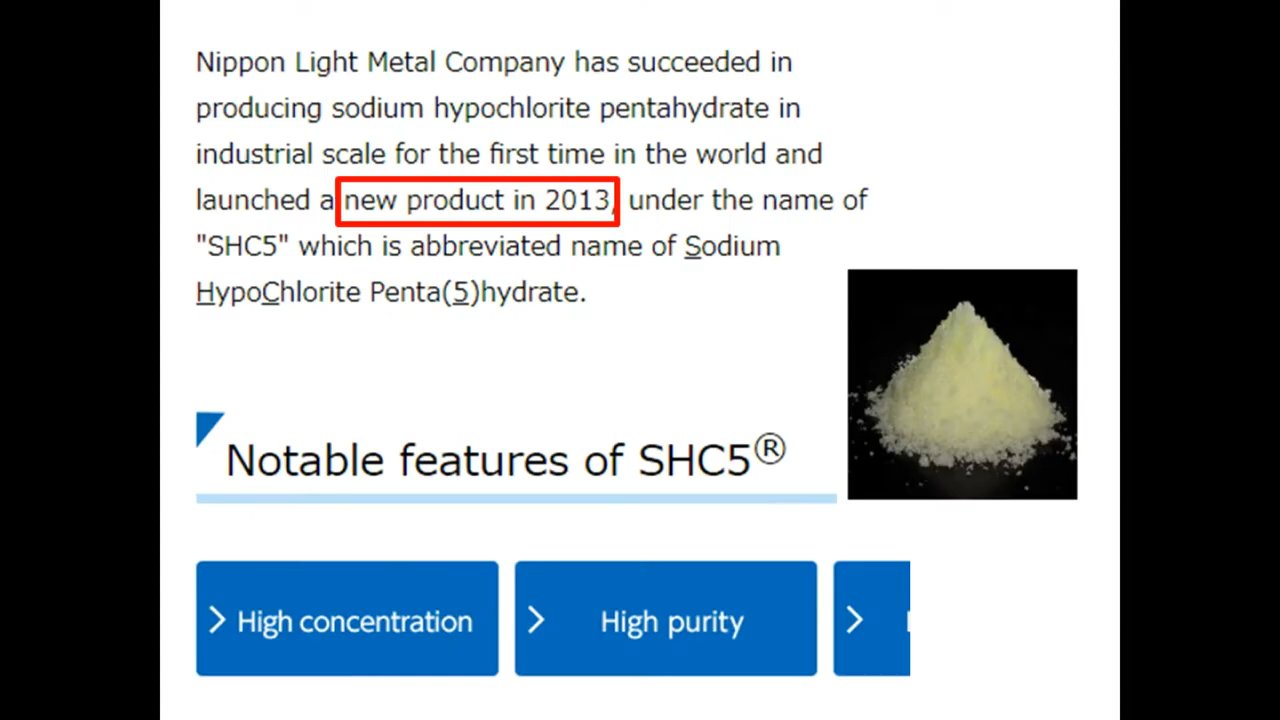 Nippon Light Metal Company has succeeded in
producing sodium hypochlorite pentahydrate in
industrial scale for the first time in the world and
launched a new product in 2013, under the name of
"SHC5" which is abbreviated name of Sodium
HypoChlorite Penta(5)hydrate.
Notable features of SHC5®
High concentration
High purity